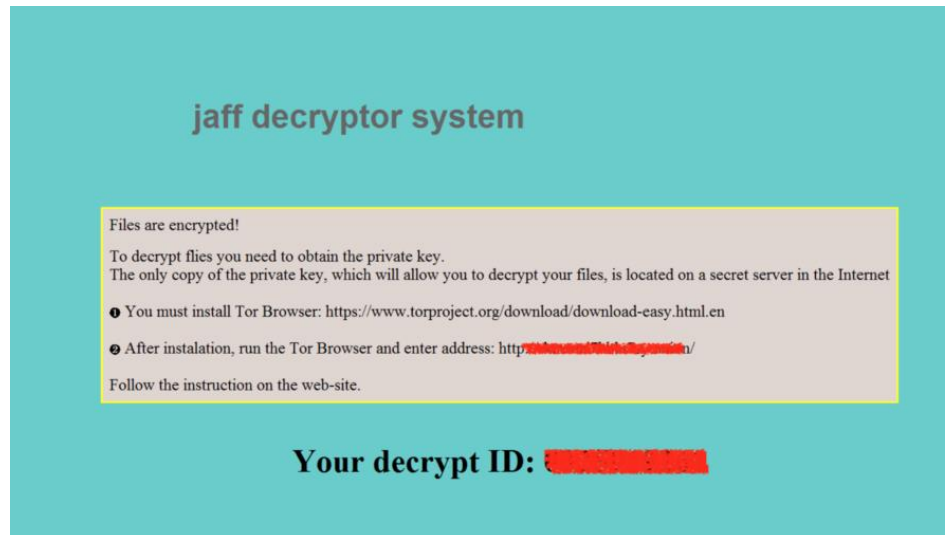 jaff decryptor system
Files are encrypted!
To decrypt flies you need to obtain the private key.
The only copy of the private key, which will allow you to decrypt your files, is located on a secret server in the Internet
❶ You must install Tor Browser: https://www.torproject.org/download/download-easy.html.en
❷ After instalation, run the Tor Browser and enter address:
Follow the instruction on the web-site.
Your decrypt ID: